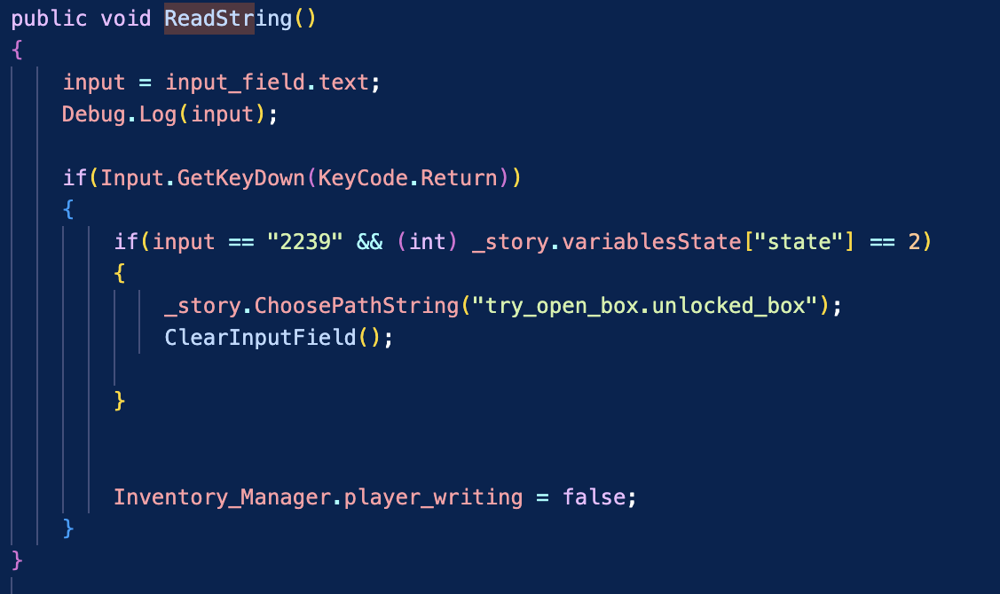 public void ReadString()
{
input = input_field.text;
Debug.Log(input);
if(Input.GetKeyDown(KeyCode.Return))
{
if(input == "2239" && (int) _story.variablesState["state"] == 2)
{
_story.ChoosePathString("try_open_box.unlocked_box");
ClearInputField();
}
Inventory_Manager.player_writing = false;
}
}